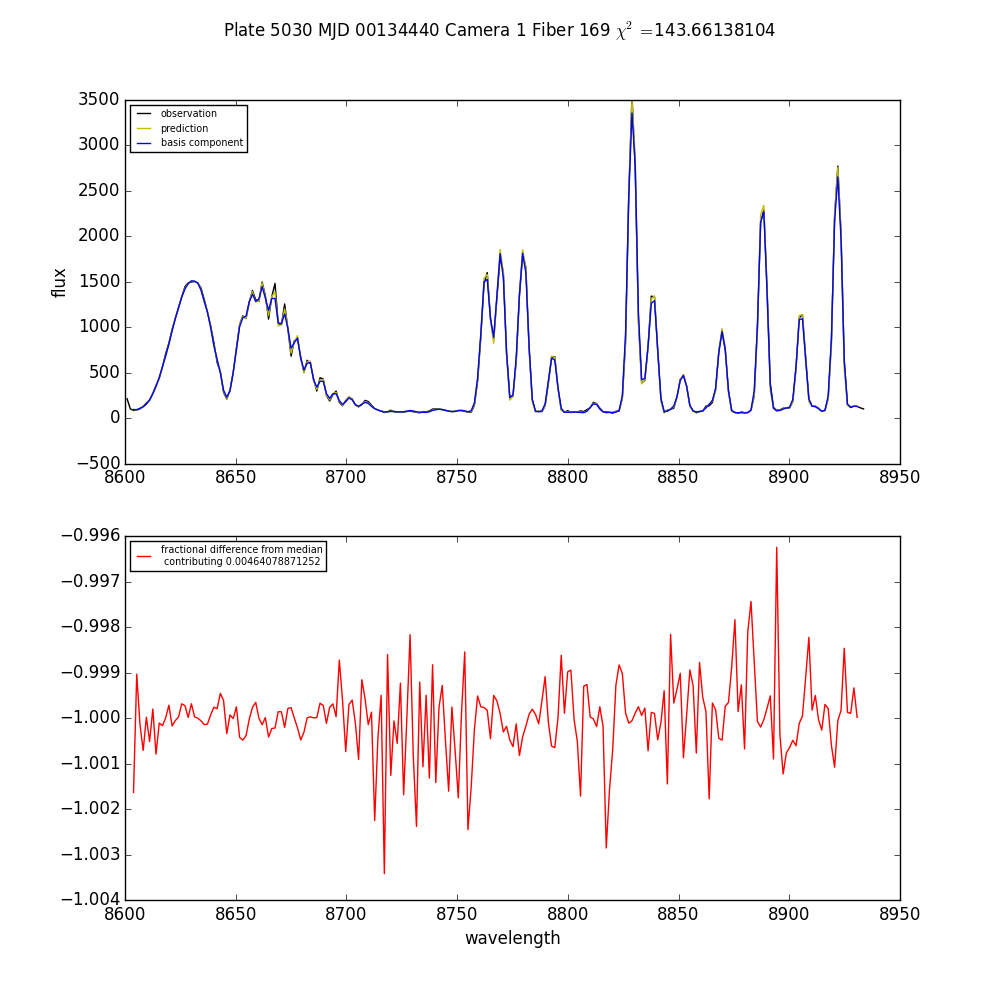 Plate 5030 MJD 00134440 Camera 1 Fiber 169 χ² =143.66138104
3500
3000
2500
2000
1500
1000
500
0
−500
flux
observation
prediction
basis component
8600 8650 8700 8750 8800 8850 8900 8950
−0.996
−0.997
−0.998
−0.999
−1.000
−1.001
−1.002
−1.003
−1.004
fractional difference from median
contributing 0.00464078871252
8600 8650 8700 8750 8800 8850 8900 8950
wavelength